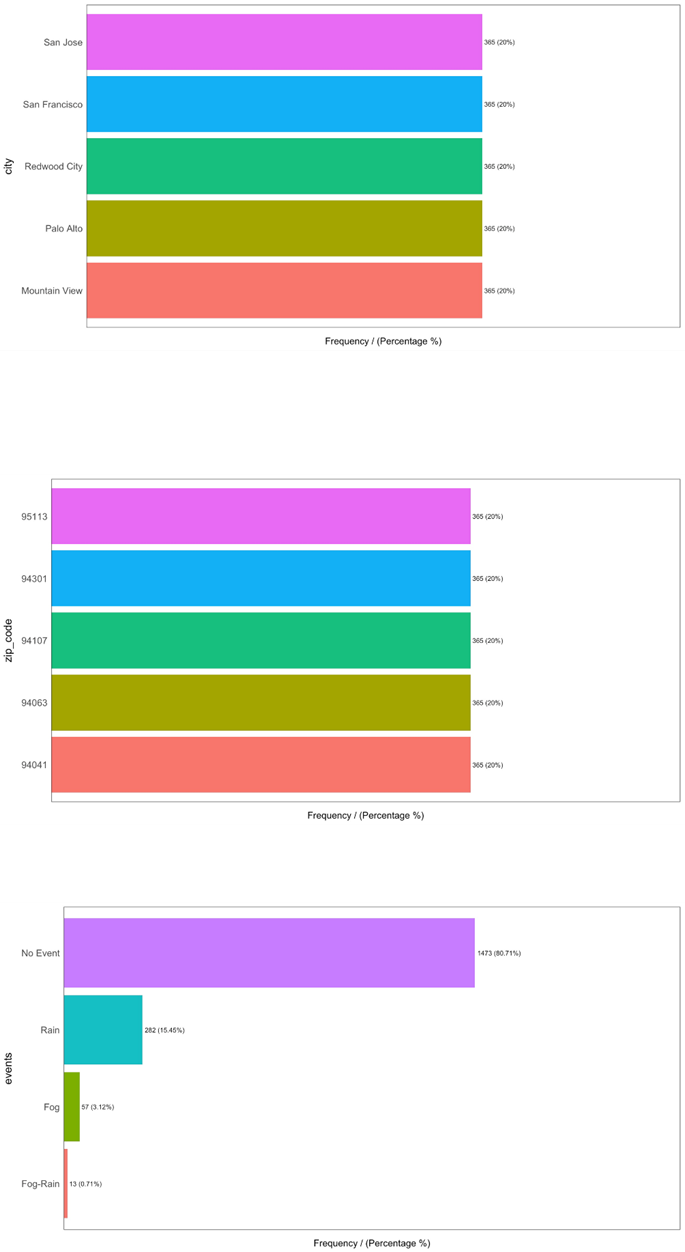 San Jose 365 (20%)
San Francisco 365 (20%)
Redwood City 365 (20%)
Palo Alto 365 (20%)
Mountain View 365 (20%)
city
Frequency / (Percentage %)
95113 365 (20%)
94301 365 (20%)
94107 365 (20%)
94063 365 (20%)
94041 365 (20%)
zip_code
Frequency / (Percentage %)
No Event 1473 (80.71%)
Rain 282 (15.45%)
Fog 57 (3.12%)
Fog-Rain 13 (0.71%)
events
Frequency / (Percentage %)